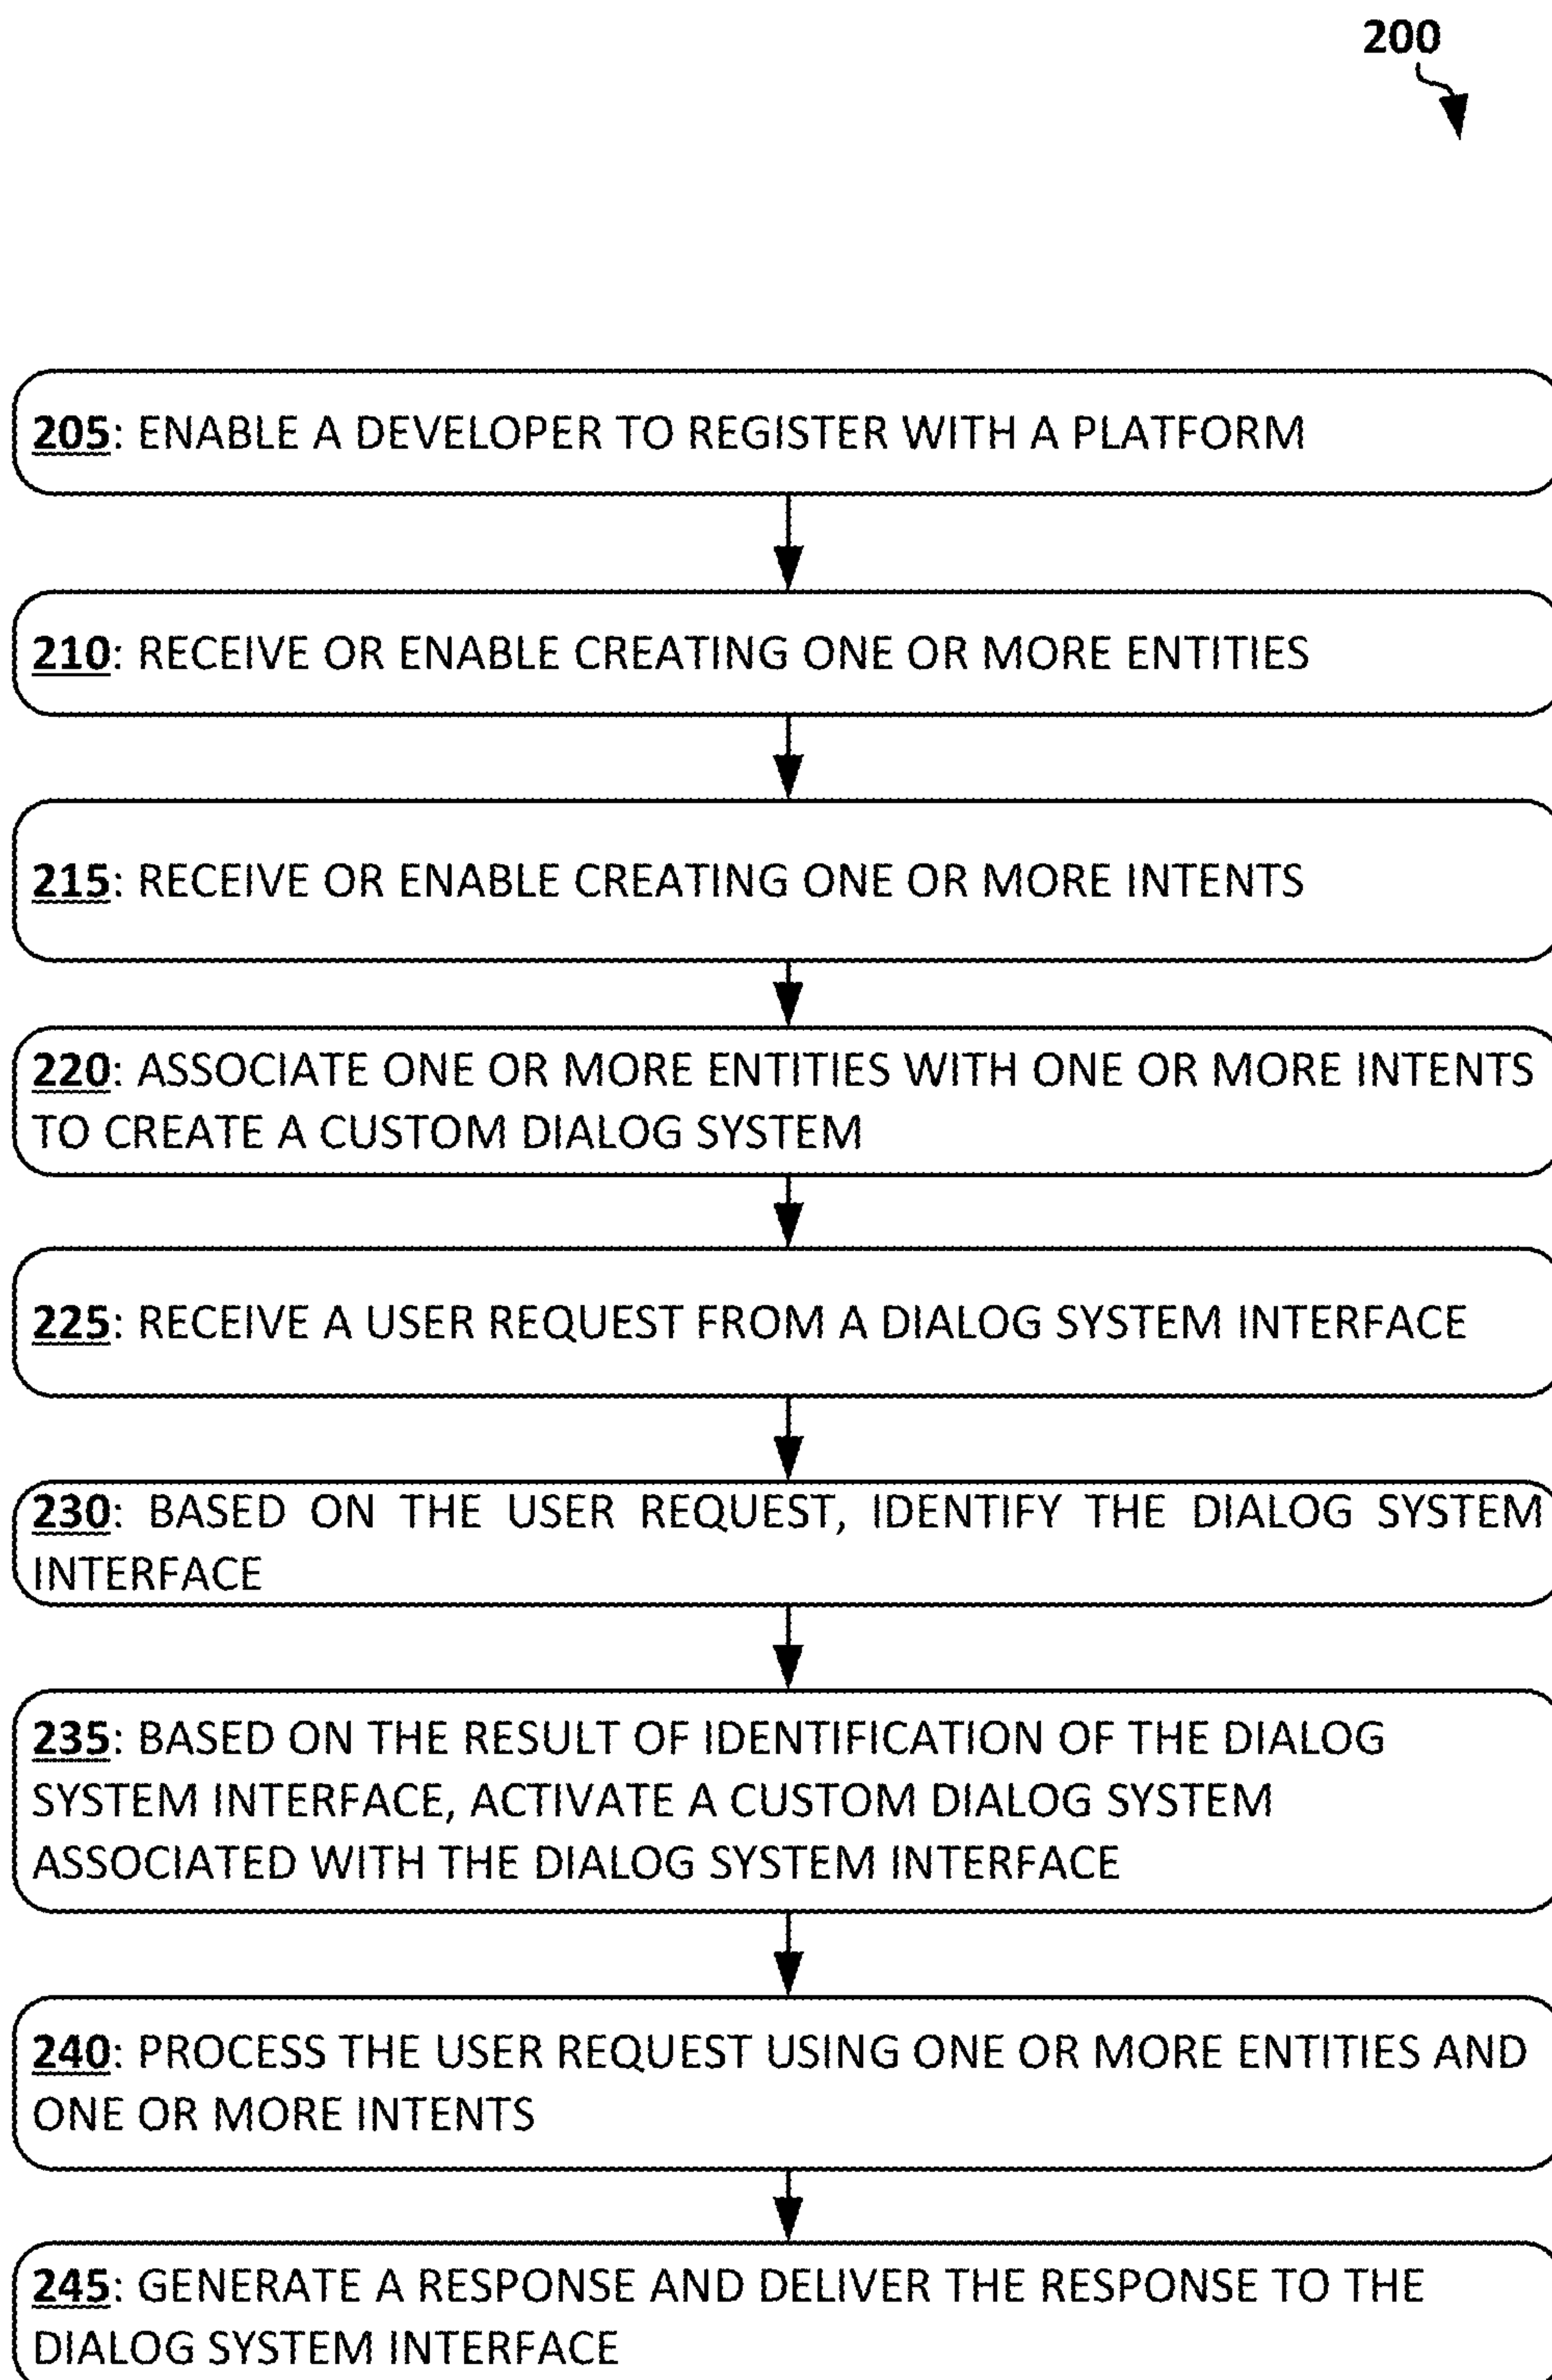 200
205: ENABLE A DEVELOPER TO REGISTER WITH A PLATFORM
210: RECEIVE OR ENABLE CREATING ONE OR MORE ENTITIES
215: RECEIVE OR ENABLE CREATING ONE OR MORE INTENTS
220: ASSOCIATE ONE OR MORE ENTITIES WITH ONE OR MORE INTENTS
TO CREATE A CUSTOM DIALOG SYSTEM
225: RECEIVE A USER REQUEST FROM A DIALOG SYSTEM INTERFACE
230: BASED ON THE USER REQUEST, IDENTIFY THE DIALOG SYSTEM
INTERFACE
235: BASED ON THE RESULT OF IDENTIFICATION OF THE DIALOG
SYSTEM INTERFACE, ACTIVATE A CUSTOM DIALOG SYSTEM
ASSOCIATED WITH THE DIALOG SYSTEM INTERFACE
240: PROCESS THE USER REQUEST USING ONE OR MORE ENTITIES AND
ONE OR MORE INTENTS
245: GENERATE A RESPONSE AND DELIVER THE RESPONSE TO THE
DIALOG SYSTEM INTERFACE